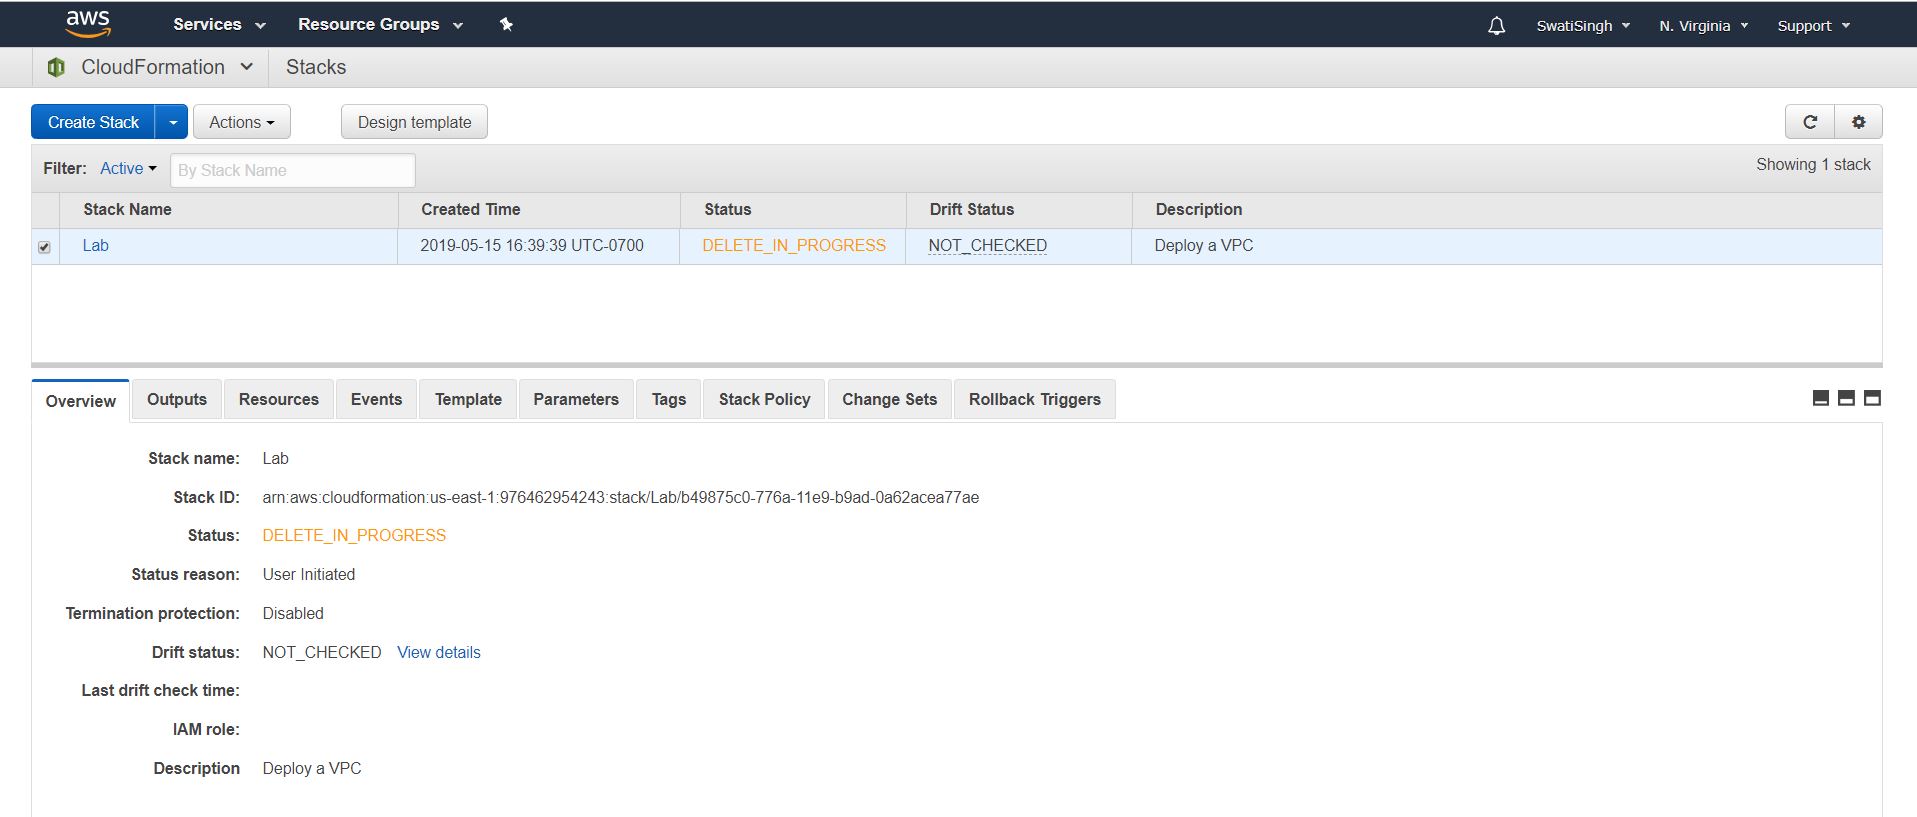 aws Services Resource Groups SwatiSingh N. Virginia Support
CloudFormation Stacks
Create Stack Actions Design template
Filter: Active By Stack Name Showing 1 stack
Stack Name Created Time Status Drift Status Description
Lab 2019-05-15 16:39:39 UTC-0700 DELETE_IN_PROGRESS NOT_CHECKED Deploy a VPC
Overview Outputs Resources Events Template Parameters Tags Stack Policy Change Sets Rollback Triggers
Stack name: Lab
Stack ID: arn:aws:cloudformation:us-east-1:976462954243:stack/Lab/b49875c0-776a-11e9-b9ad-0a62acea77ae
Status: DELETE_IN_PROGRESS
Status reason: User Initiated
Termination protection: Disabled
Drift status: NOT_CHECKED View details
Last drift check time:
IAM role:
Description Deploy a VPC